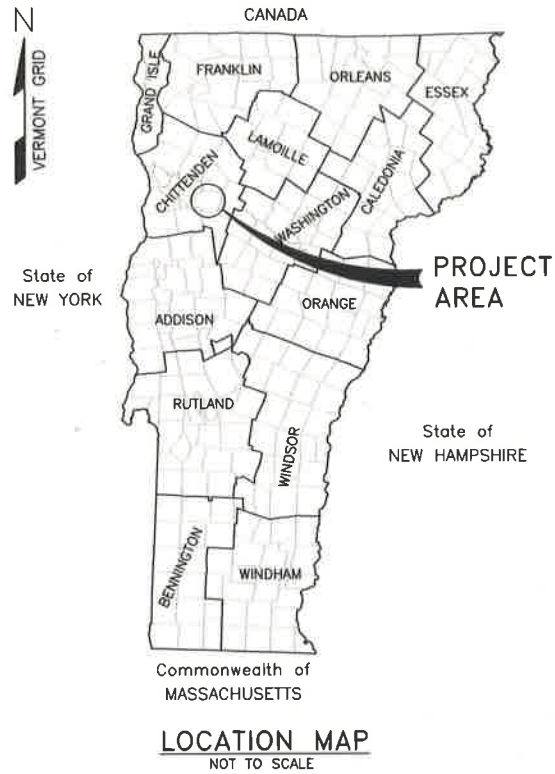 N
VERMONT GRID
CANADA
GRAND ISLE
FRANKLIN
ORLEANS
ESSEX
LAMOILLE
CHITTENDEN
CALEDONIA
WASHINGTON
State of
NEW YORK
PROJECT
AREA
ORANGE
ADDISON
RUTLAND
State of
NEW HAMPSHIRE
WINDSOR
BENNINGTON
WINDHAM
Commonwealth of
MASSACHUSETTS
LOCATION MAP
NOT TO SCALE